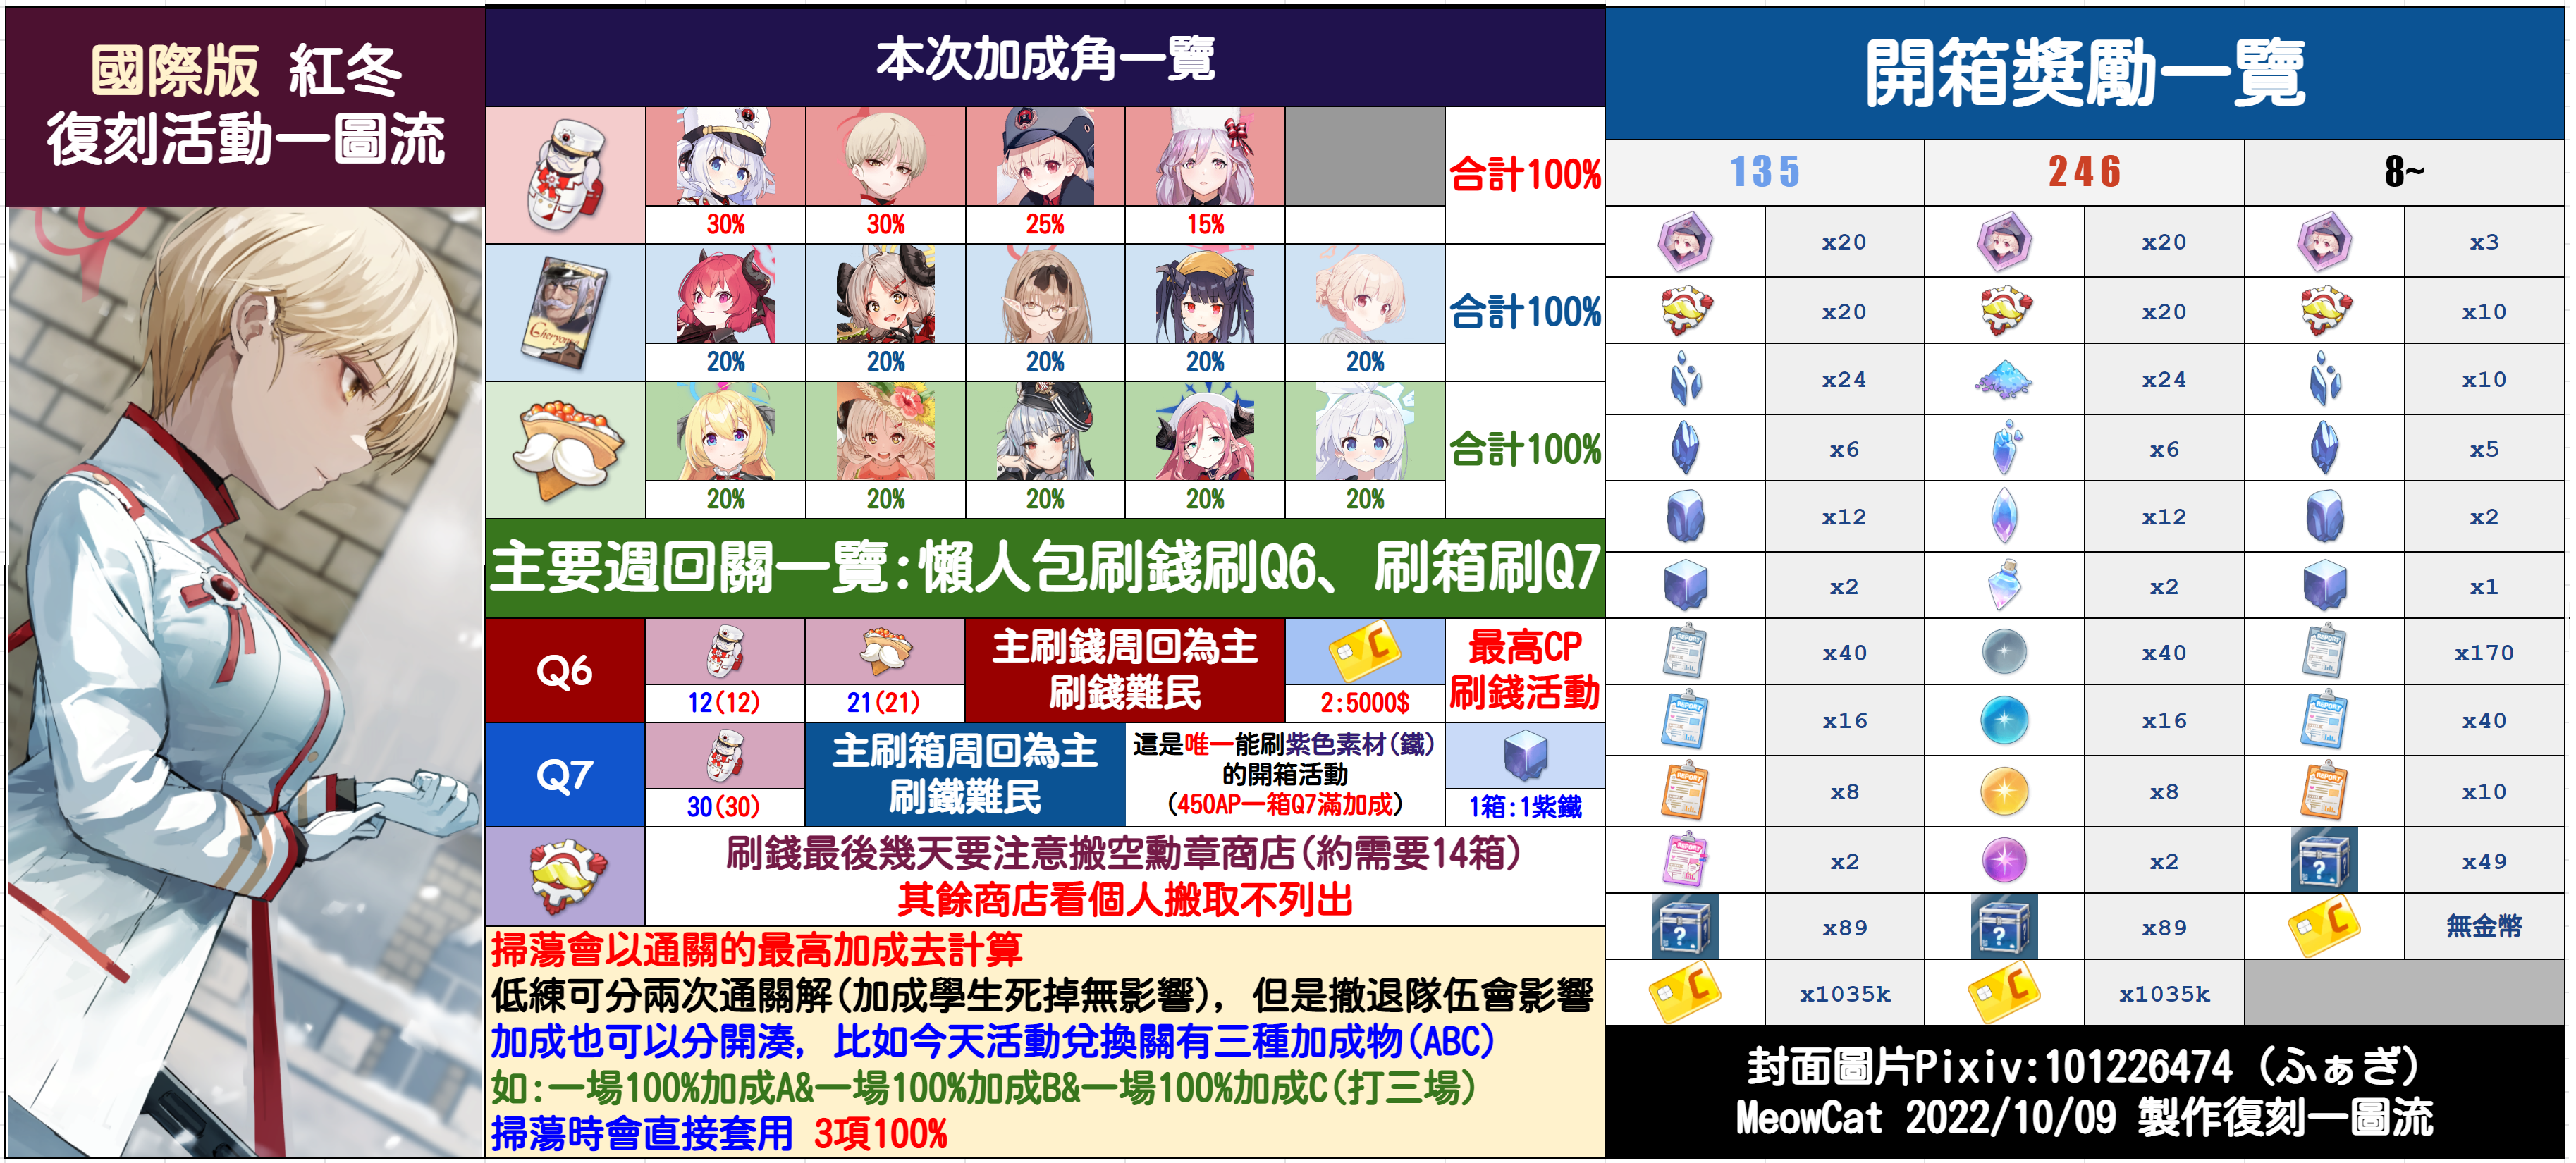 國際版 紅冬
復刻活動一圖流
本次加成角一覽
30%
30%
25%
15%
合計100%
Cheryonka
20%
20%
20%
20%
20%
合計100%
20%
20%
20%
20%
20%
合計100%
主要週回關一覽:懶人包刷錢刷Q6、刷箱刷Q7
Q6
12(12)
21(21)
主刷錢周回為主
刷錢難民
2:5000$
最高CP
刷錢活動
Q7
30(30)
主刷箱周回為主
刷鐵難民
這是唯一能刷紫色素材(鐵)
的開箱活動
(450AP一箱Q7滿加成)
1箱:1紫鐵
刷錢最後幾天要注意搬空勳章商店(約需要14箱)
其餘商店看個人搬取不列出
掃蕩會以通關的最高加成去計算
低練可分兩次通關解(加成學生死掉無影響), 但是撤退隊伍會影響
加成也可以分開湊, 比如今天活動兌換關有三種加成物(ABC)
如:一場100%加成A&一場100%加成B&一場100%加成C(打三場)
掃蕩時會直接套用 3項100%
開箱獎勵一覽
135 246 8~
x20 x20 x3
x20 x20 x10
x24 x24 x10
x6 x6 x5
x12 x12 x2
x2 x2 x1
REPORT x40 x40 REPORT x170
REPORT x16 x16 REPORT x40
REPORT x8 x8 REPORT x10
REPORT x2 x2 ? x49
? x89 ? x89 C 無金幣
C x1035k C x1035k
封面圖片Pixiv:101226474 (ふぁぎ)
MeowCat 2022/10/09 製作復刻一圖流